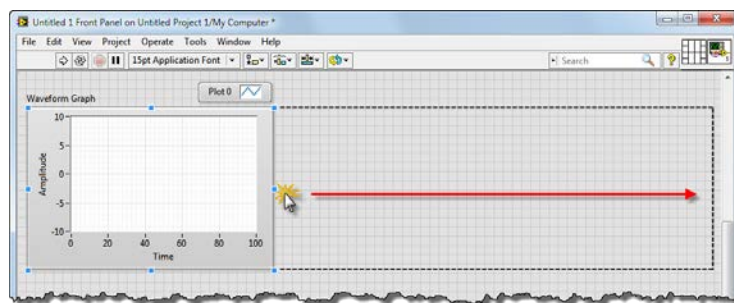 Untitled 1 Front Panel on Untitled Project 1/My Computer *
File Edit View Project Operate Tools Window Help
15pt Application Font
Search
?
Waveform Graph
Plot 0
Amplitude
10
5
0
-5
-10
0 20 40 60 80 100
Time